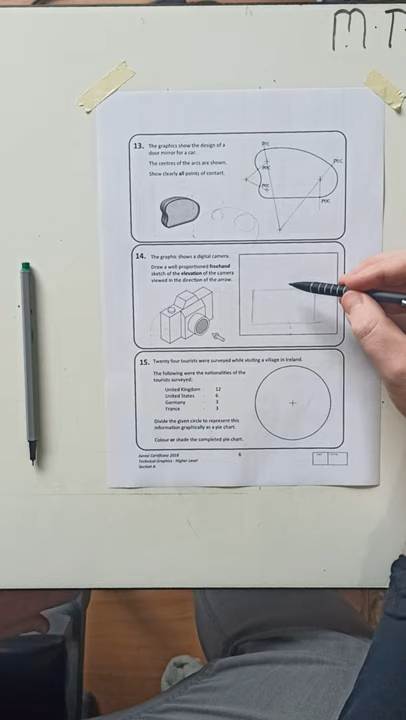 M.T
13. The graphics show the design of a
door mirror for a car.
The centres of the arcs are shown.
Show clearly all points of contact.
POC
POC
POC
POC
POC
14. The graphic shows a digital camera.
Draw a well-proportioned freehand
sketch of the elevation of the camera
viewed in the direction of the arrow.
15. Twenty four tourists were surveyed while visiting a village in Ireland.
The following were the nationalities of the
tourists surveyed:
United Kingdom - 12
United States - 6
Germany - 3
France - 3
Divide the given circle to represent this
information graphically as a pie chart.
Colour or shade the completed pie chart.
Junior Certificate 2018
Technical Graphics - Higher Level
Section A
6